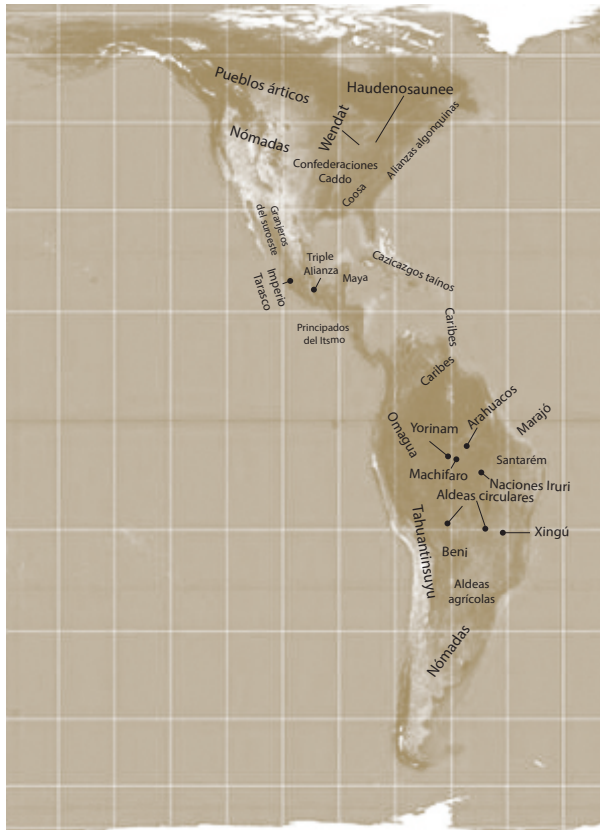 Pueblos árticos
Haudenosaunee
Nómadas
Wendat
Alianzas algonquinas
Confederaciones
Caddo
Coosa
Granjeros
del suroeste
Triple
Alianza
Maya
Cazicazgos taínos
Imperio
Tarasco
Principados
del Itsmo
Caribes
Caribes
Arahuacos
Marajó
Omagua
Yorinam
Santarém
Machifaro
Naciones Iruri
Aldeas circulares
Tahuantinsuyu
Xingú
Beni
Aldeas
agrícolas
Nómadas